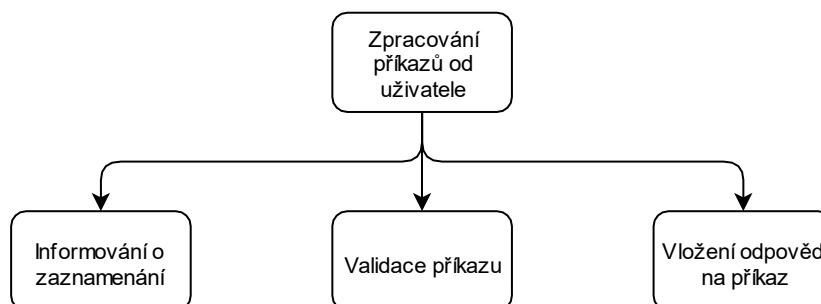 Zpracování
příkazů od
uživatele
Informování o
zaznamenání
Validace příkazu
Vložení odpověd
na příkaz